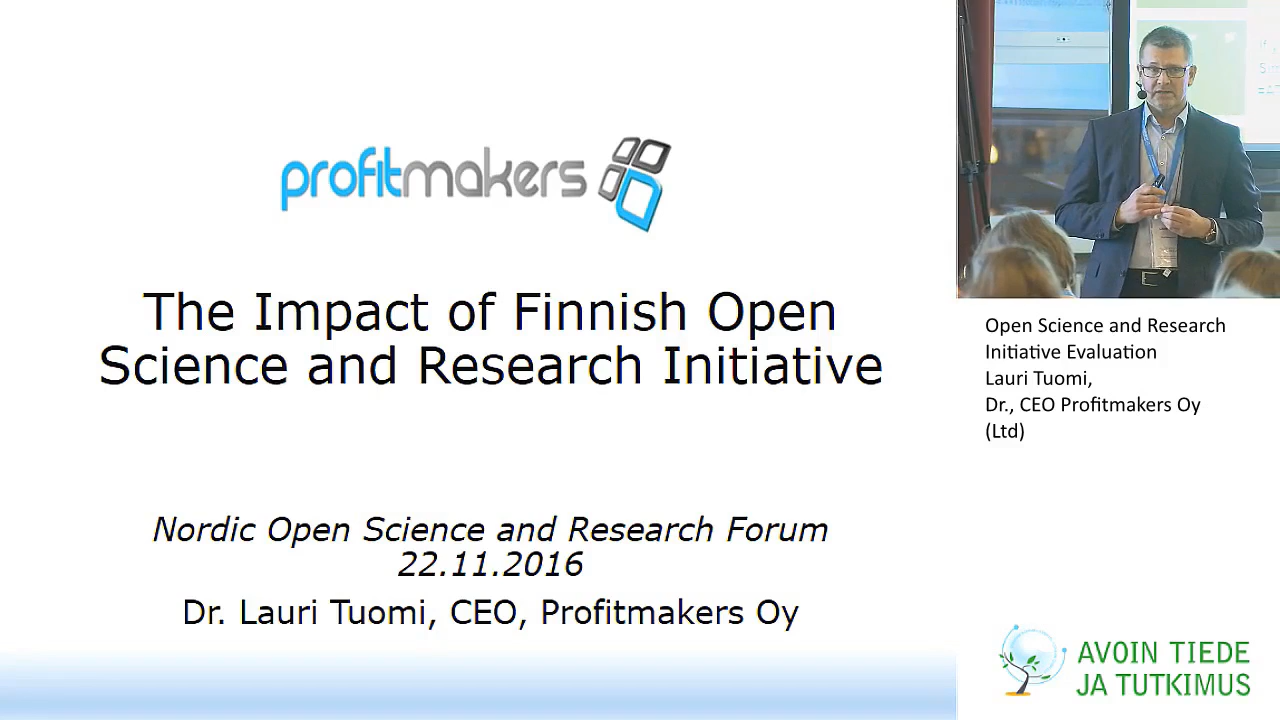 profitmakers
The Impact of Finnish Open
Science and Research Initiative
Nordic Open Science and Research Forum
22.11.2016
Dr. Lauri Tuomi, CEO, Profitmakers Oy
Open Science and Research
Initiative Evaluation
Lauri Tuomi,
Dr., CEO Profitmakers Oy
(Ltd)
AVOIN TIEDE
JA TUTKIMUS